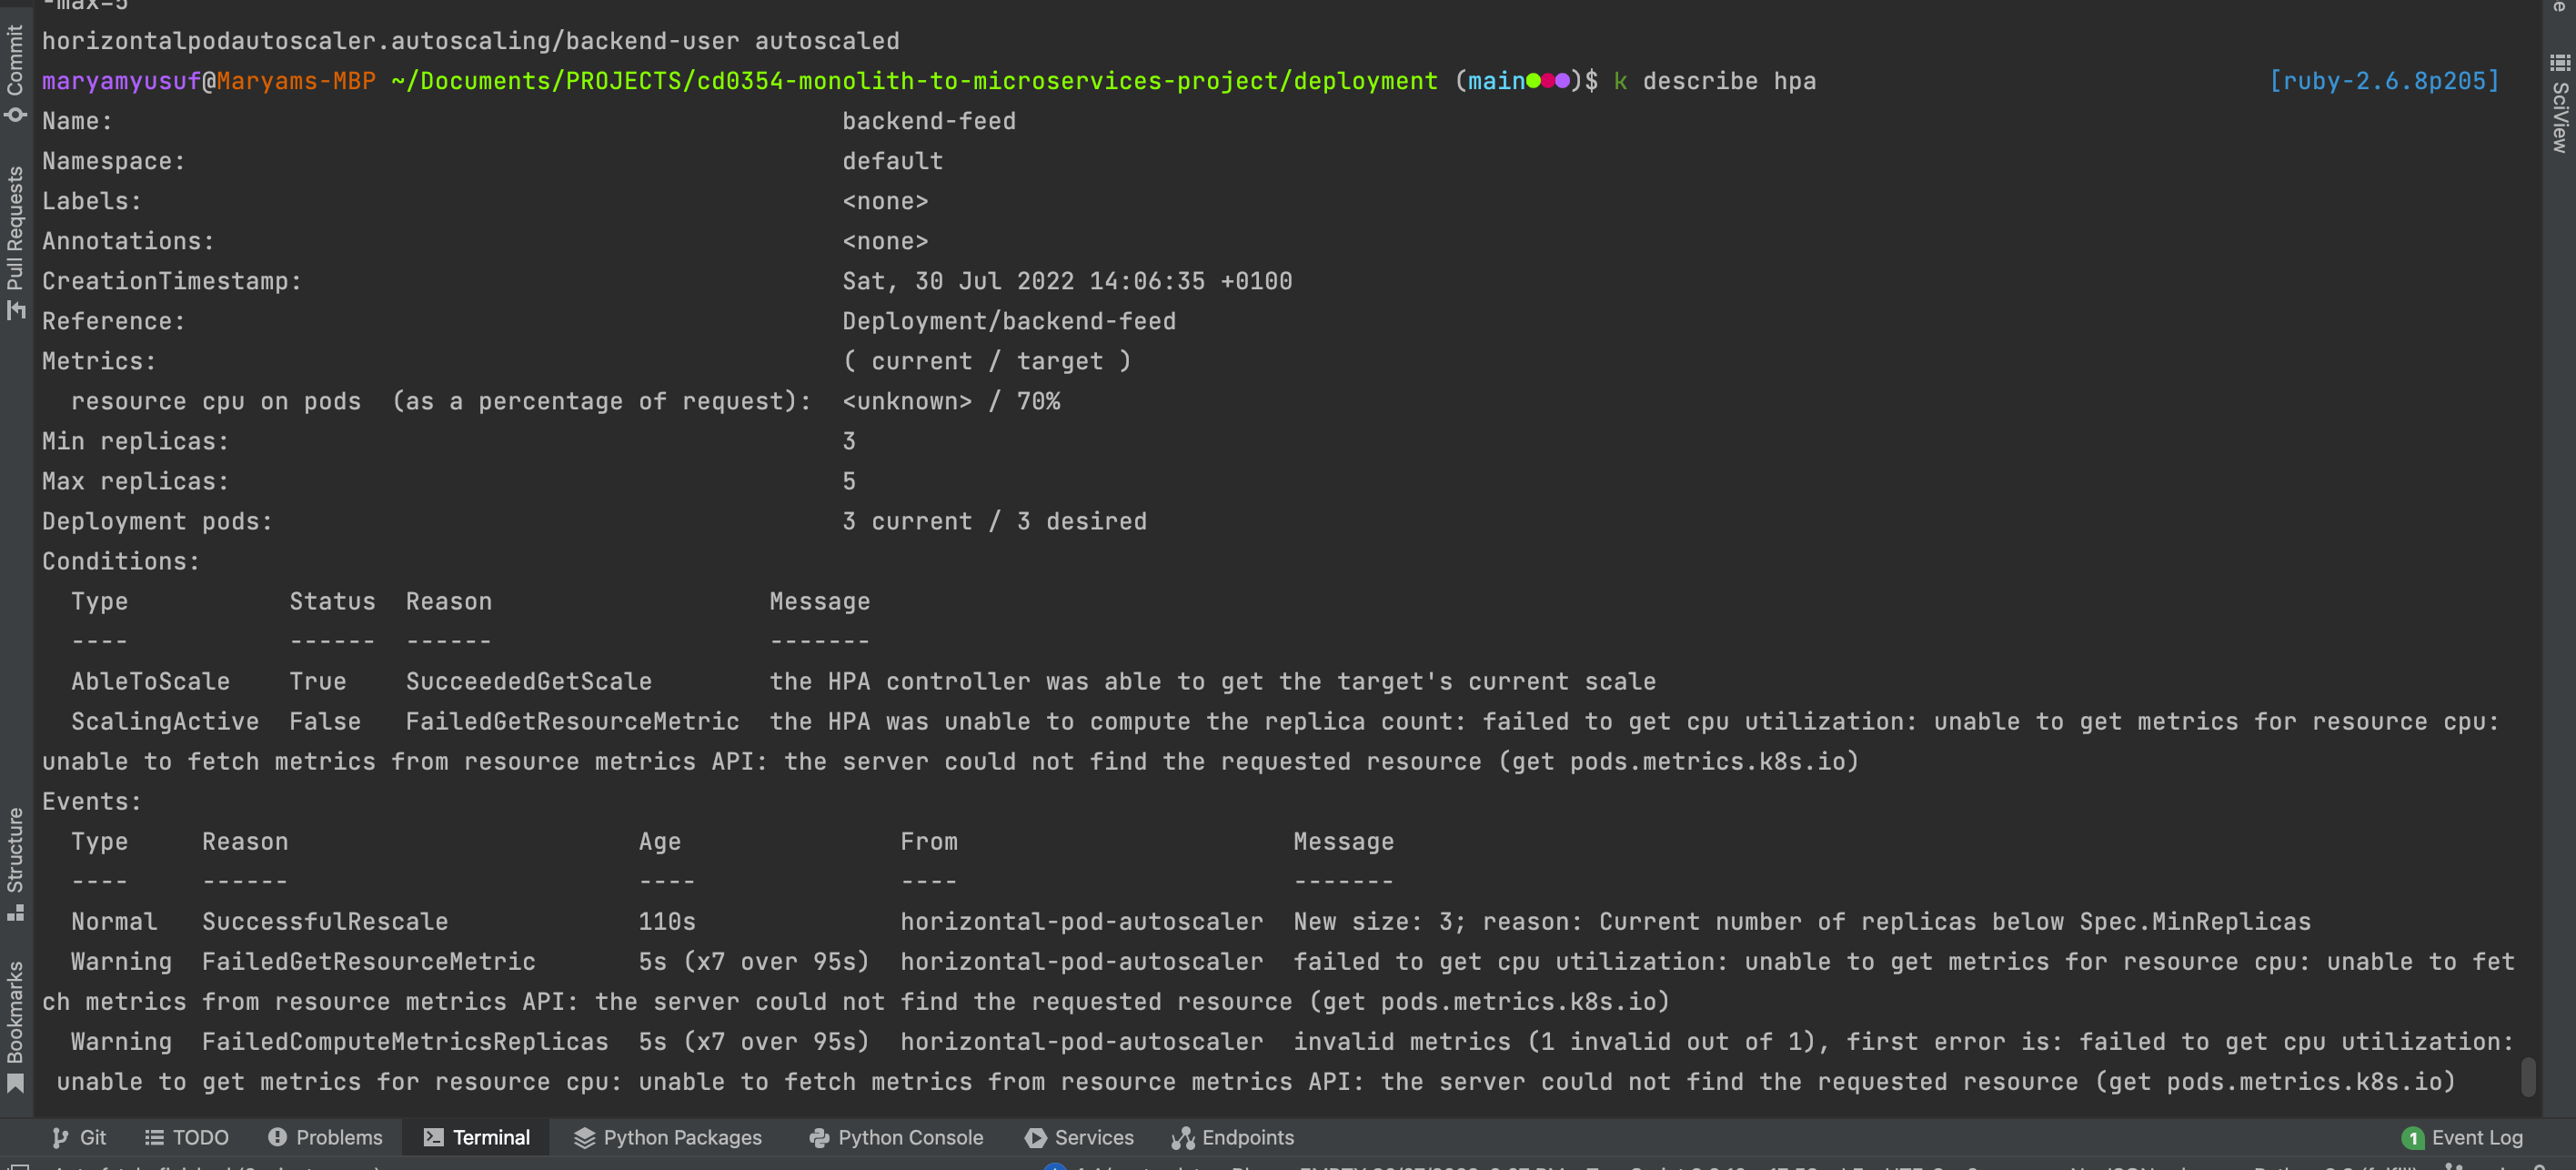 -max=5
horizontalpodautoscaler.autoscaling/backend-user autoscaled
maryamyusuf@Maryams-MBP ~/Documents/PROJECTS/cd0354-monolith-to-microservices-project/deployment (main)$ k describe hpa [ruby-2.6.8p205]
Name: backend-feed
Namespace: default
Labels: <none>
Annotations: <none>
CreationTimestamp: Sat, 30 Jul 2022 14:06:35 +0100
Reference: Deployment/backend-feed
Metrics: ( current / target )
resource cpu on pods (as a percentage of request): <unknown> / 70%
Min replicas: 3
Max replicas: 5
Deployment pods: 3 current / 3 desired
Conditions:
Type Status Reason Message
---- ------ ------ -------
AbleToScale True SucceededGetScale the HPA controller was able to get the target's current scale
ScalingActive False FailedGetResourceMetric the HPA was unable to compute the replica count: failed to get cpu utilization: unable to get metrics for resource cpu:
unable to fetch metrics from resource metrics API: the server could not find the requested resource (get pods.metrics.k8s.io)
Events:
Type Reason Age From Message
---- ------ ---- ---- -------
Normal SuccessfulRescale 110s horizontal-pod-autoscaler New size: 3; reason: Current number of replicas below Spec.MinReplicas
Warning FailedGetResourceMetric 5s (x7 over 95s) horizontal-pod-autoscaler failed to get cpu utilization: unable to get metrics for resource cpu: unable to fet
ch metrics from resource metrics API: the server could not find the requested resource (get pods.metrics.k8s.io)
Warning FailedComputeMetricsReplicas 5s (x7 over 95s) horizontal-pod-autoscaler invalid metrics (1 invalid out of 1), first error is: failed to get cpu utilization:
unable to get metrics for resource cpu: unable to fetch metrics from resource metrics API: the server could not find the requested resource (get pods.metrics.k8s.io)
Commit
Pull Requests
Structure
Bookmarks
SciView
Git TODO Problems Terminal Python Packages Python Console Services Endpoints 1 Event Log